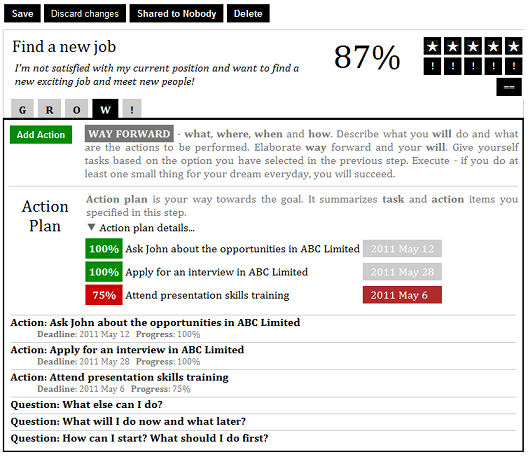 Save Discard changes Shared to Nobody Delete
Find a new job
87%
★ ★ ★ ★ ★
! ! ! ! !
==
I'm not satisfied with my current position and want to find a
new exciting job and meet new people!
G R O W !
Add Action
WAY FORWARD - what, where, when and how. Describe what you will do and what
are the actions to be performed. Elaborate way forward and your will. Give yourself
tasks based on the option you have selected in the previous step. Execute - if you do at
least one small thing for your dream everyday, you will succeed.
Action
Plan
Action plan is your way towards the goal. It summarizes task and action items you
specified in this step.
▼ Action plan details...
100% Ask John about the opportunities in ABC Limited 2011 May 12
100% Apply for an interview in ABC Limited 2011 May 28
75% Attend presentation skills training 2011 May 6
Action: Ask John about the opportunities in ABC Limited
Deadline: 2011 May 12 Progress: 100%
Action: Apply for an interview in ABC Limited
Deadline: 2011 May 28 Progress: 100%
Action: Attend presentation skills training
Deadline: 2011 May 6 Progress: 75%
Question: What else can I do?
Question: What will I do now and what later?
Question: How can I start? What should I do first?